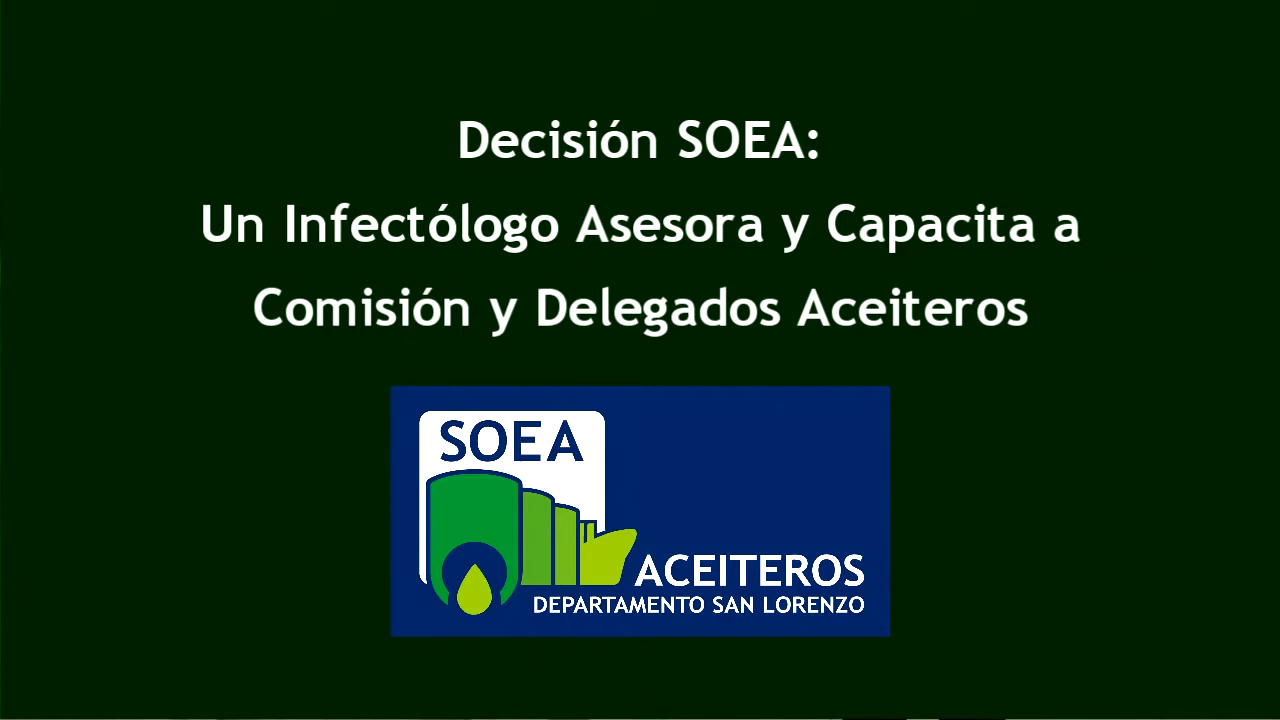 Decisión SOEA:
Un Infectólogo Asesora y Capacita a
Comisión y Delegados Aceiteros
SOEA
ACEITEROS
DEPARTAMENTO SAN LORENZO